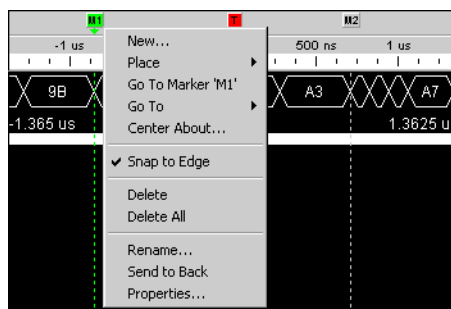 M1 T M2
-1 us 500 ns 1 us
9B A3 A7
-1.365 us 1.3625 u
New...
Place
Go To Marker 'M1'
Go To
Center About...
Snap to Edge
Delete
Delete All
Rename...
Send to Back
Properties...